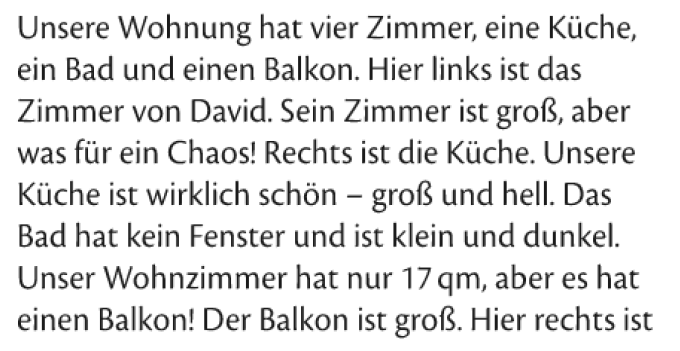 Unsere Wohnung hat vier Zimmer, eine Küche,
ein Bad und einen Balkon. Hier links ist das
Zimmer von David. Sein Zimmer ist groß, aber
was für ein Chaos! Rechts ist die Küche. Unsere
Küche ist wirklich schön – groß und hell. Das
Bad hat kein Fenster und ist klein und dunkel.
Unser Wohnzimmer hat nur 17 qm, aber es hat
einen Balkon! Der Balkon ist groß. Hier rechts ist